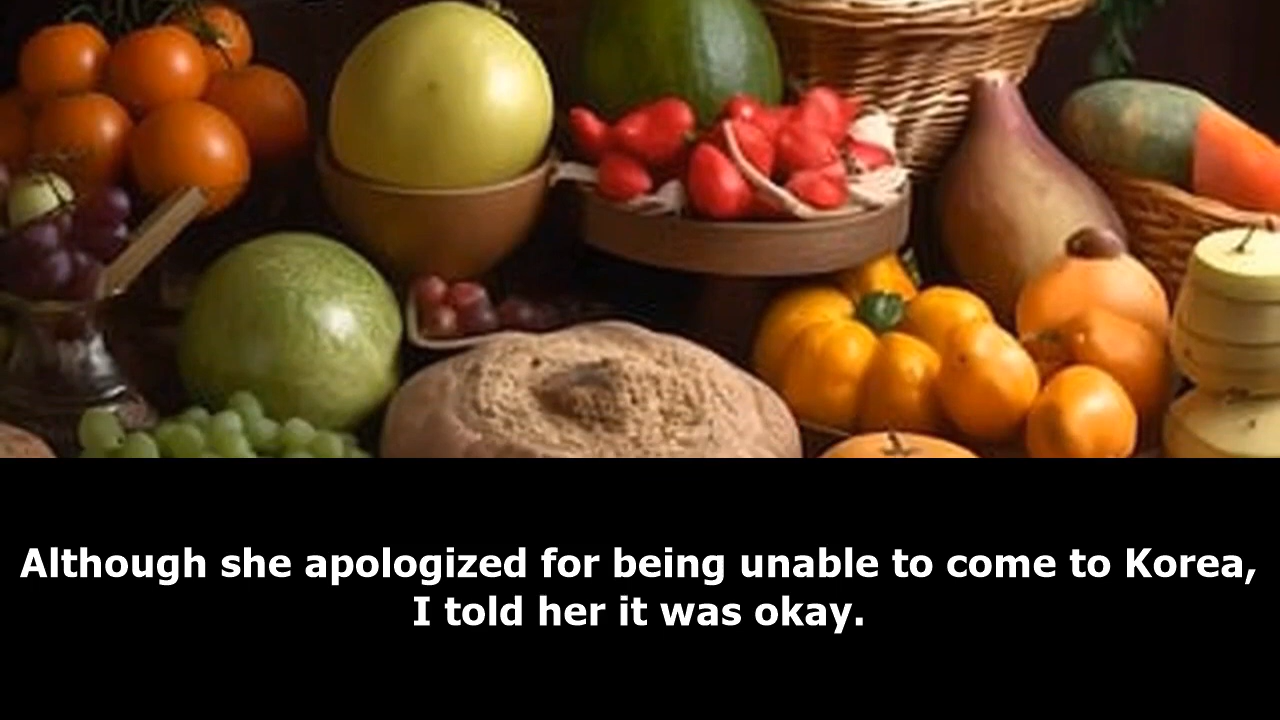 Although she apologized for being unable to come to Korea,
I told her it was okay.